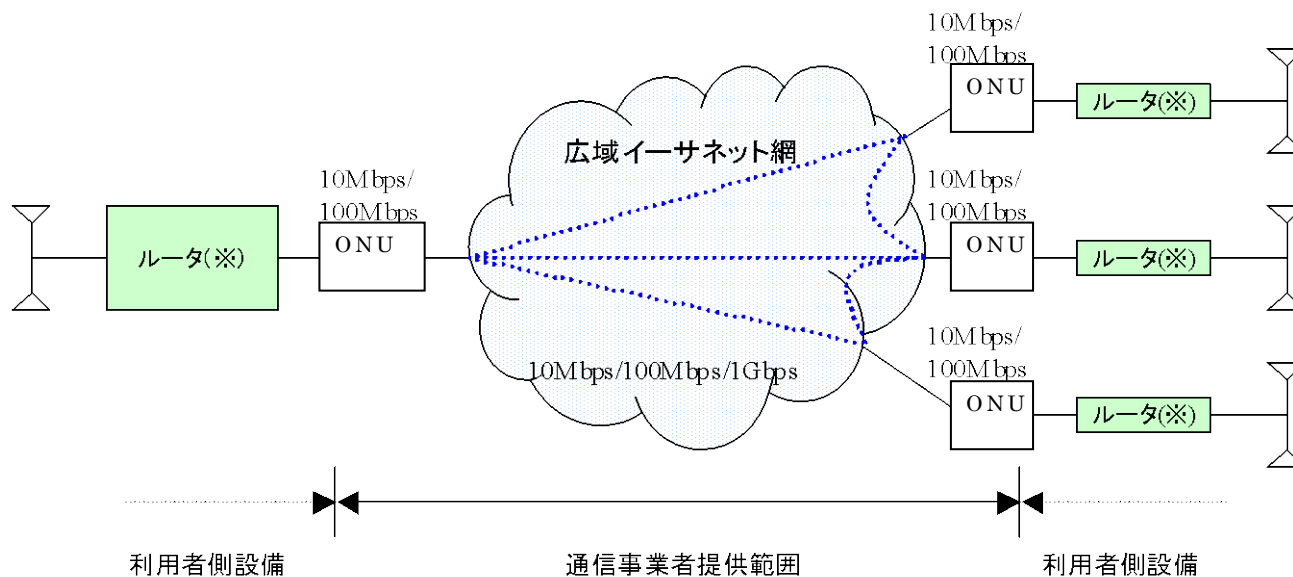 10Mbps/
100Mbps
ONU
ルータ(※)
広域イーサネット網
10Mbps/
100Mbps
ONU
ルータ(※)
10Mbps/
100Mbps
ONU
ルータ(※)
10Mbps/
100Mbps
ONU
ルータ(※)
10Mbps/100Mbps/1Gbps
利用者側設備
通信事業者提供範囲
利用者側設備